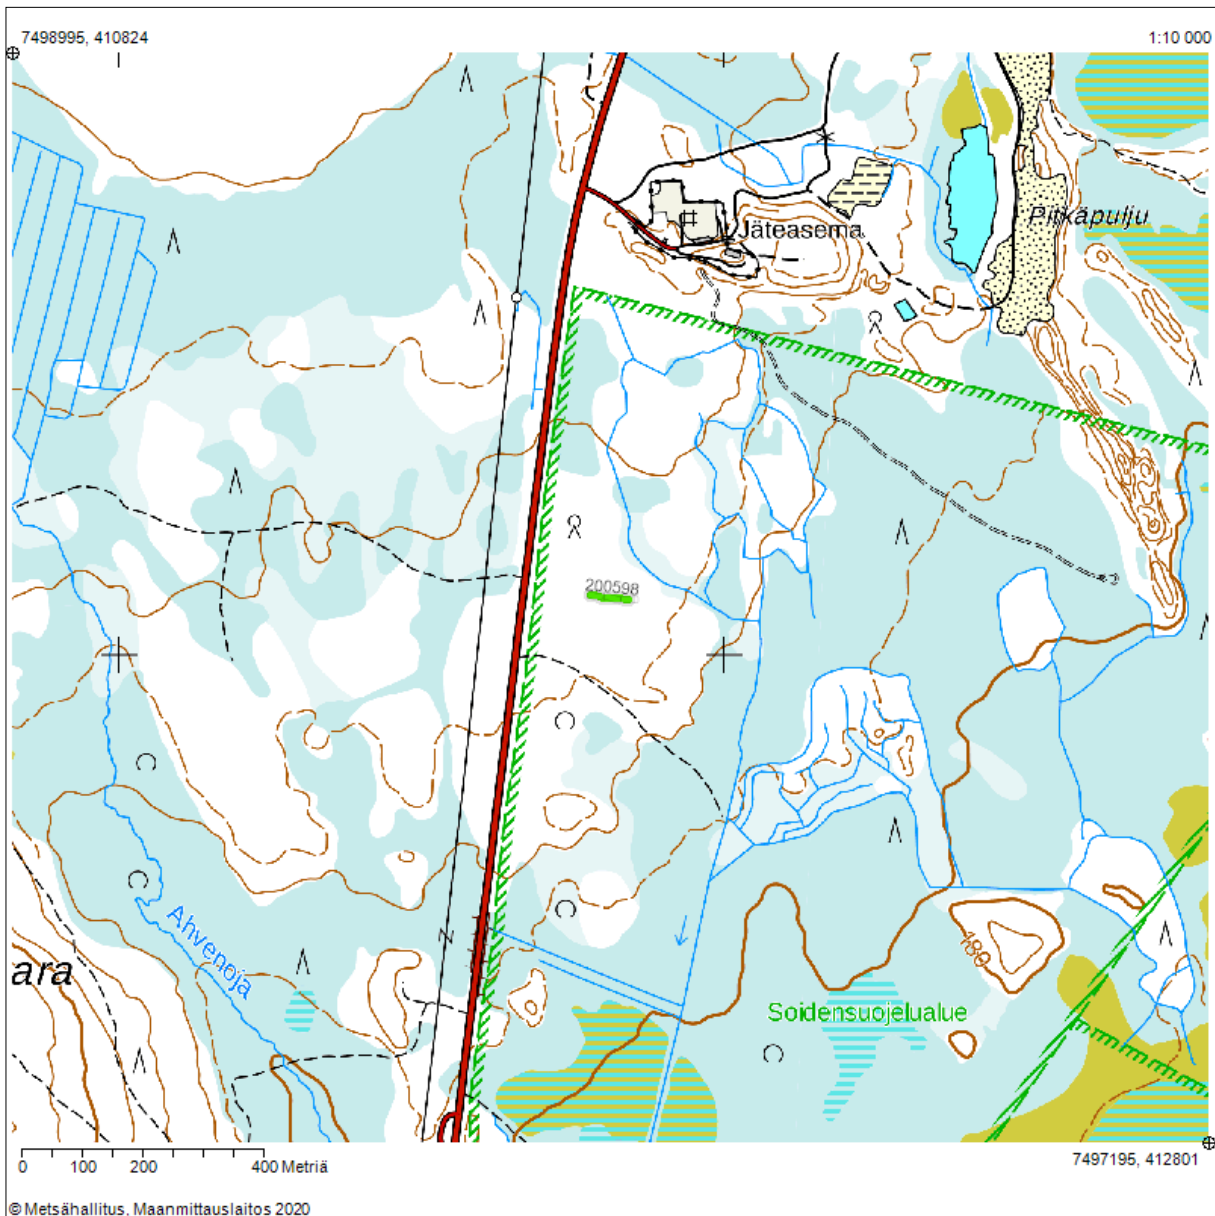 7498995, 410824
1:10 000
Pitkäpulju
Jäteasema
200598
Ahvenoja
480
ara
Soidensuojelualue
0 100 200 400 Metriä
7497195, 412801
© Metsähallitus, Maanmittauslaitos 2020